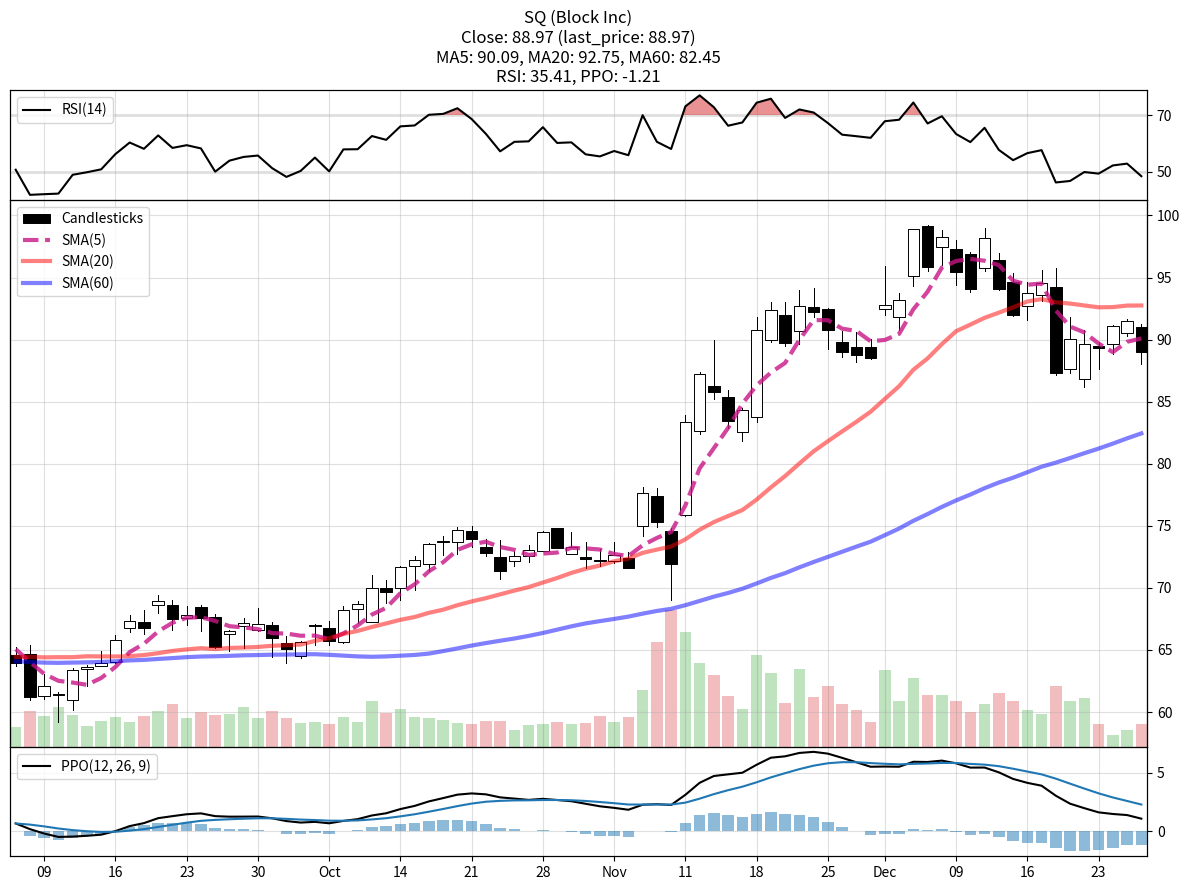 SQ (Block Inc)
Close: 88.97 (last_price: 88.97)
MA5: 90.09, MA20: 92.75, MA60: 82.45
RSI: 35.41, PPO: -1.21
RSI(14)
70
50
Candlesticks
SMA(5)
SMA(20)
SMA(60)
100
95
90
85
80
75
70
65
60
PPO(12, 26, 9)
5
0
09 16 23 30 Oct 14 21 28 Nov 11 18 25 Dec 09 16 23